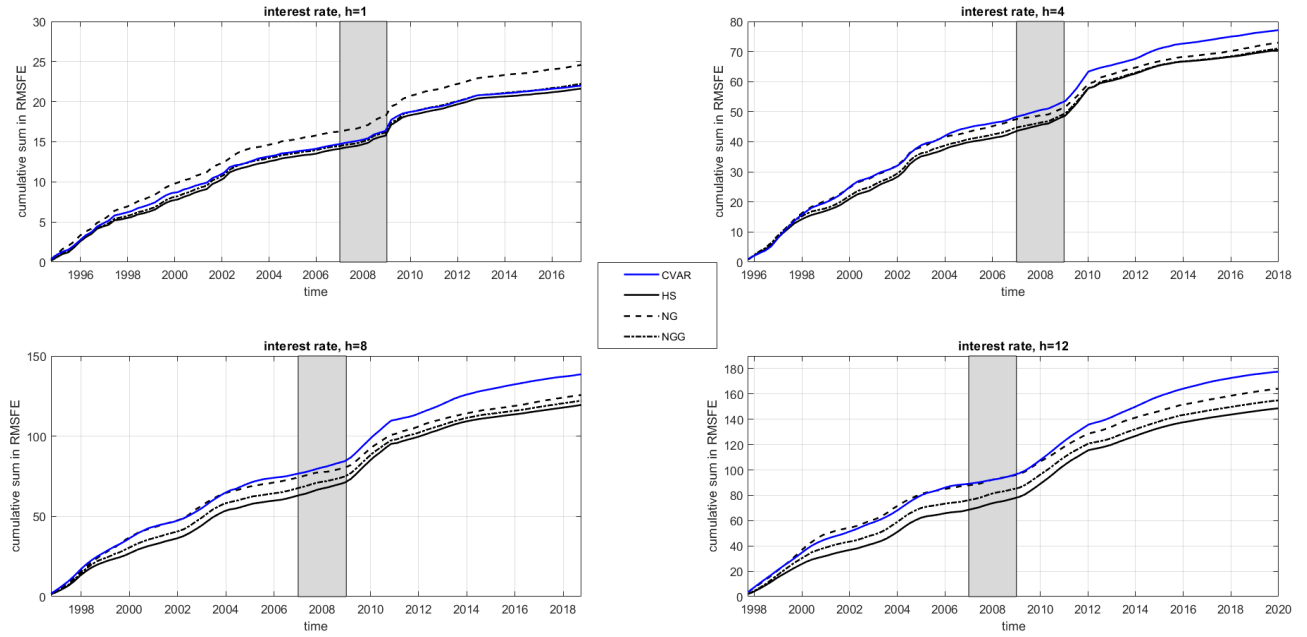 interest rate, h=1
30
25
20
15
10
5
0
cumulative sum in RMSFE
1996 1998 2000 2002 2004 2006 2008 2010 2012 2014 2016
time
interest rate, h=4
80
70
60
50
40
30
20
10
0
cumulative sum in RMSFE
1996 1998 2000 2002 2004 2006 2008 2010 2012 2014 2016 2018
time
CVAR
HS
NG
NGG
interest rate, h=8
150
100
50
0
cumulative sum in RMSFE
1998 2000 2002 2004 2006 2008 2010 2012 2014 2016 2018
time
interest rate, h=12
180
160
140
120
100
80
60
40
20
0
cumulative sum in RMSFE
1998 2000 2002 2004 2006 2008 2010 2012 2014 2016 2018 2020
time